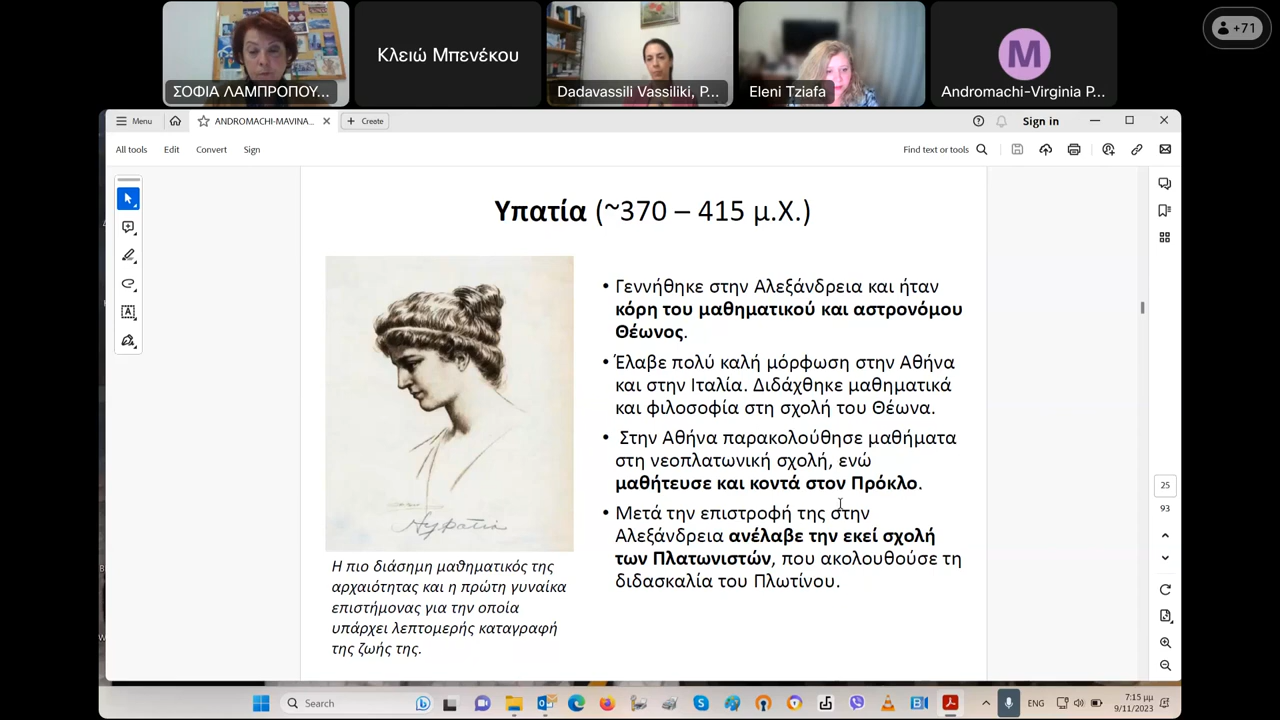 +71
ΣΟΦΙΑ ΛΑΜΠΡΟΠΟΥ...
Κλειώ Μπενέκου
Dadavassili Vassiliki, P...
Eleni Tziafa
M
Andromachi-Virginia P...
Menu
ANDROMACHI-MAVINA...
Create
Sign in
All tools
Edit
Convert
Sign
Find text or tools
Υπατία (~370 – 415 μ.Χ.)
• Γεννήθηκε στην Αλεξάνδρεια και ήταν
κόρη του μαθηματικού και αστρονόμου
Θέωνος.
• Έλαβε πολύ καλή μόρφωση στην Αθήνα
και στην Ιταλία. Διδάχθηκε μαθηματικά
και φιλοσοφία στη σχολή του Θέωνα.
• Στην Αθήνα παρακολούθησε μαθήματα
στη νεοπλατωνική σχολή, ενώ
μαθήτευσε και κοντά στον Πρόκλο.
• Μετά την επιστροφή της στην
Αλεξάνδρεια ανέλαβε την εκεί σχολή
των Πλατωνιστών, που ακολουθούσε τη
διδασκαλία του Πλωτίνου.
Hypatia
Η πιο διάσημη μαθηματικός της
αρχαιότητας και η πρώτη γυναίκα
επιστήμονας για την οποία
υπάρχει λεπτομερής καταγραφή
της ζωής της.
25
93
Search
ENG
7:15 μμ
9/11/2023